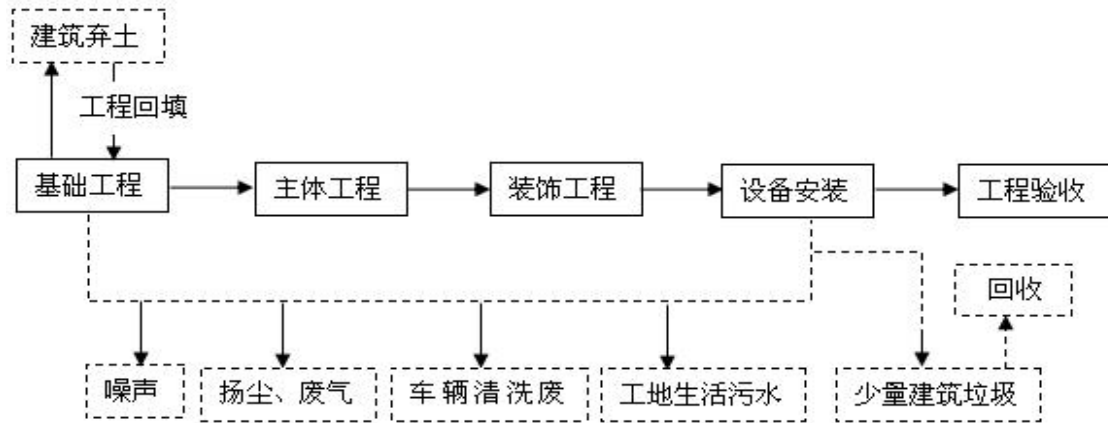 建筑弃土
工程回填
基础工程
主体工程
装饰工程
设备安装
工程验收
回收
噪声
扬尘、废气
车辆清洗废
工地生活污水
少量建筑垃圾